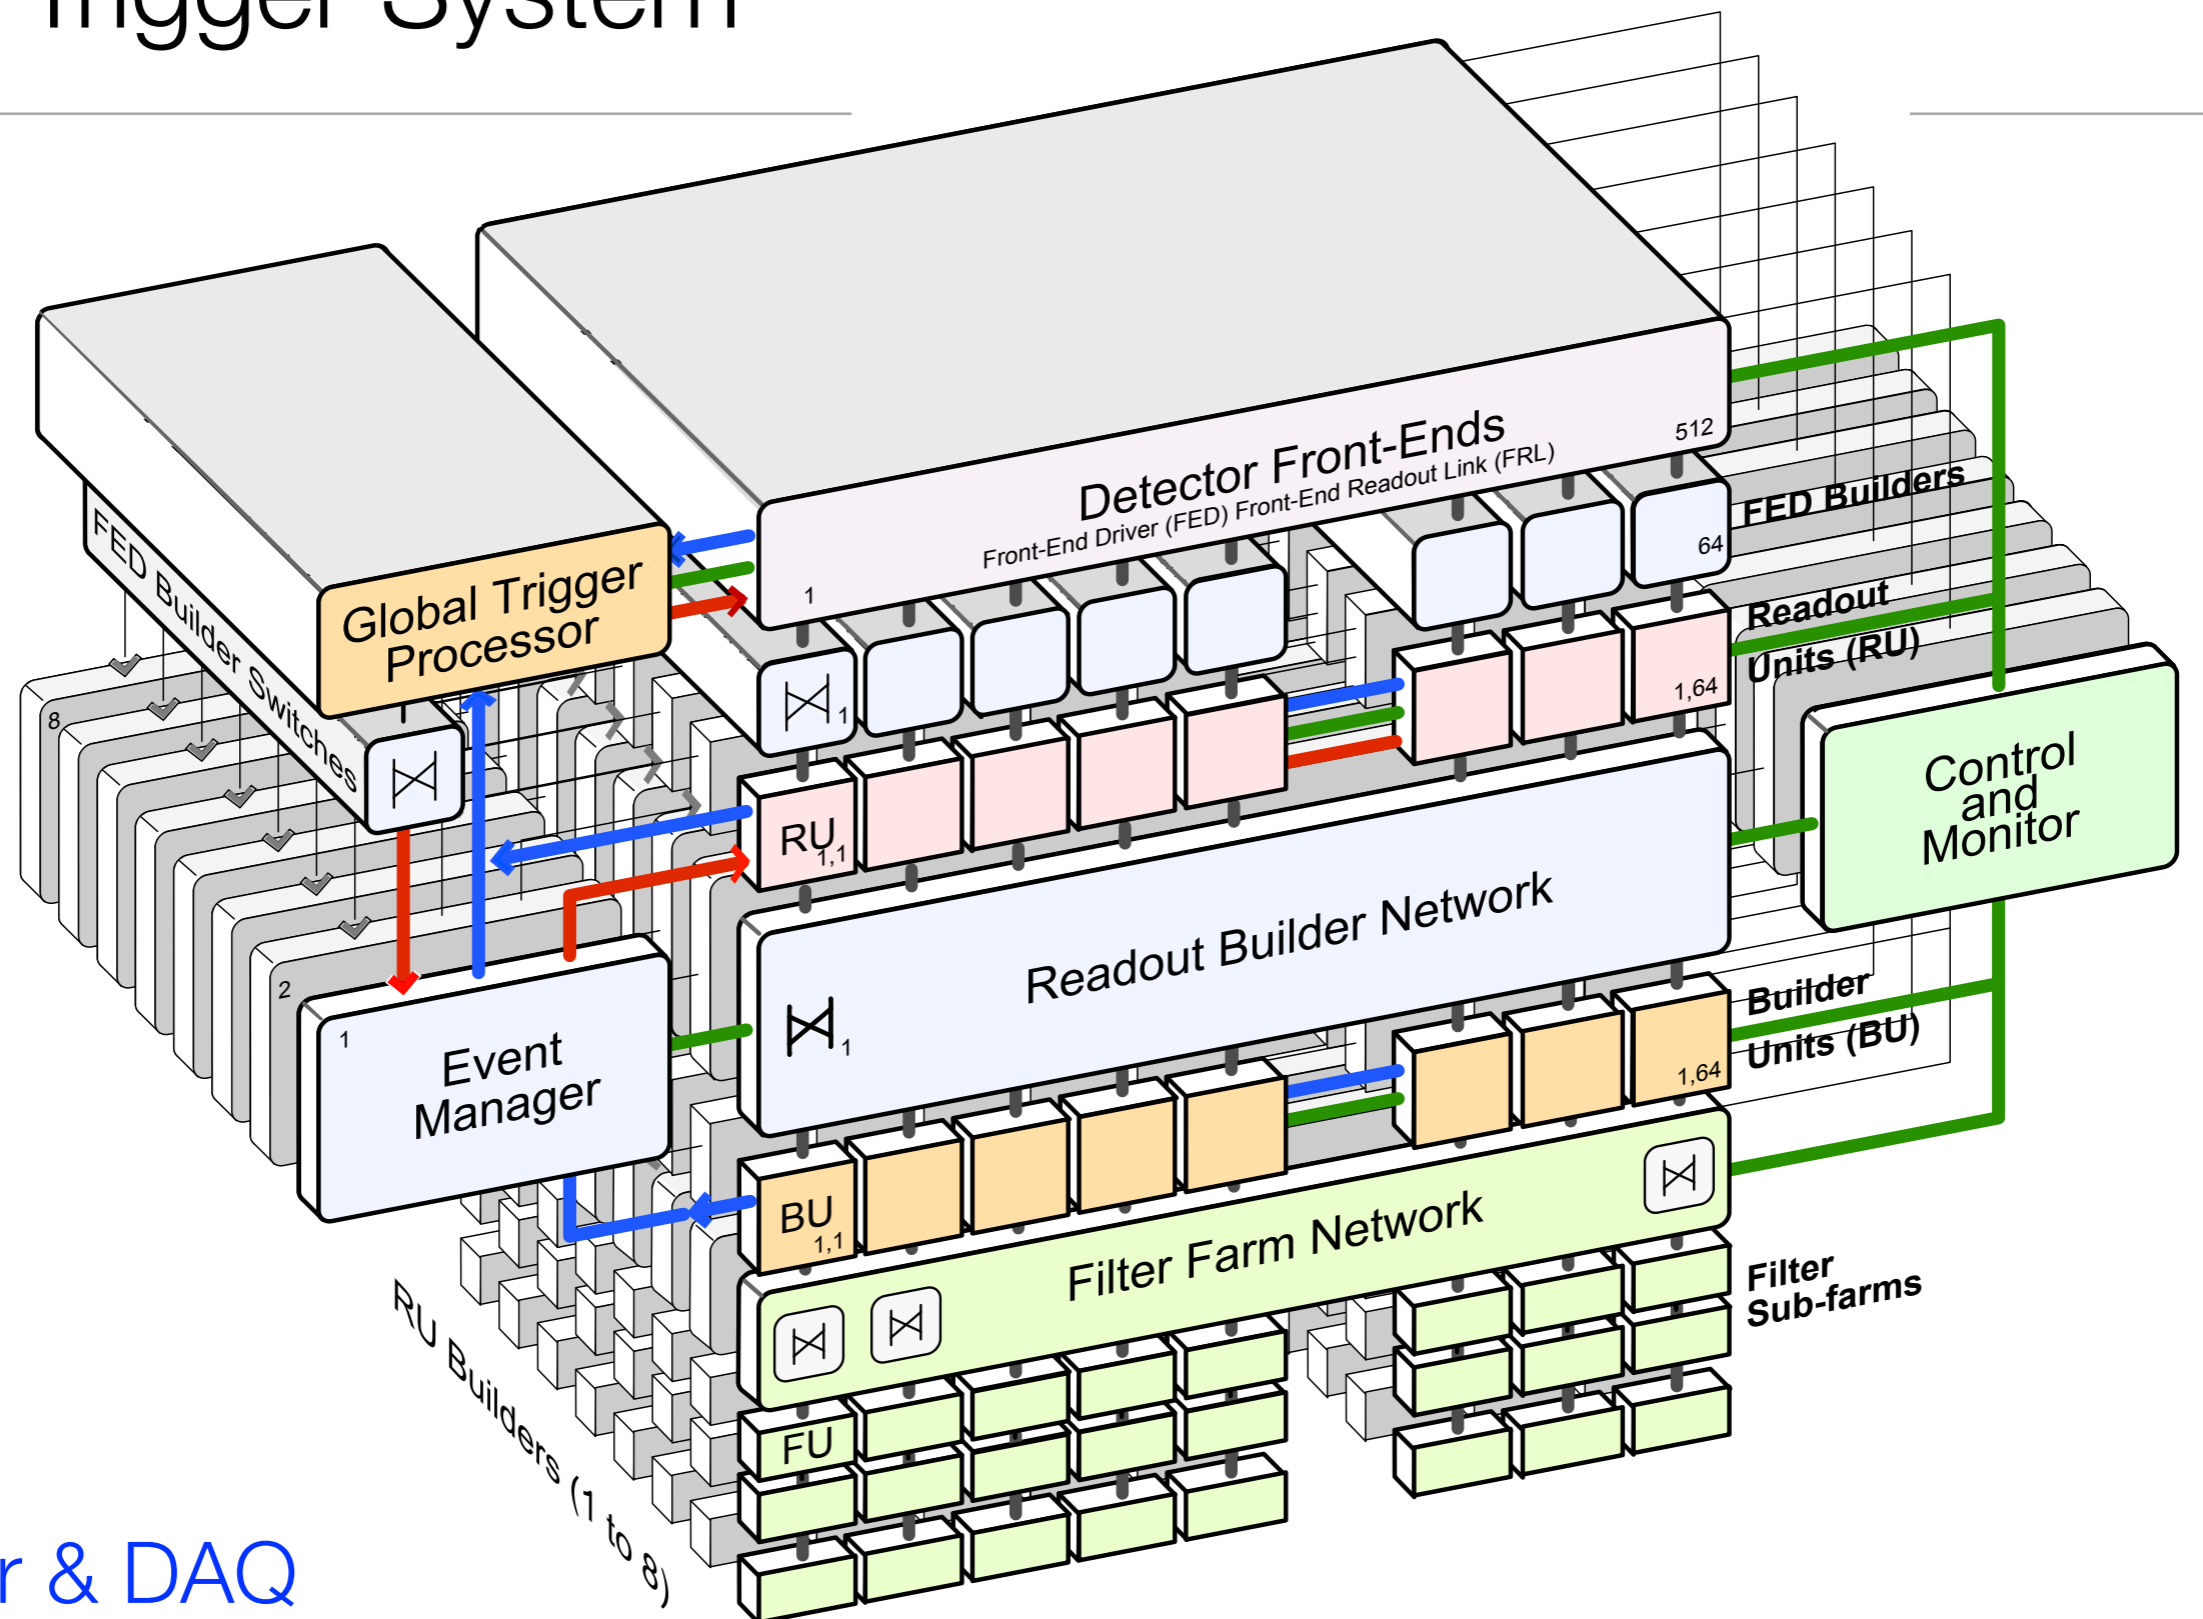 Trigger System
Detector Front-Ends
Front-End Driver (FED) Front-End Readout Link (FRL)
1
512
FED Builders
64
1
Global Trigger
Processor
FED Builder Switches
Readout
Units (RU)
1,64
RU
1,1
8
2
1
Event
Manager
Control
and
Monitor
Readout Builder Network
1
Builder
Units (BU)
1,64
BU
1,1
Filter Farm Network
Filter
Sub-farms
FU
RU Builders (1 to 8)
r & DAQ